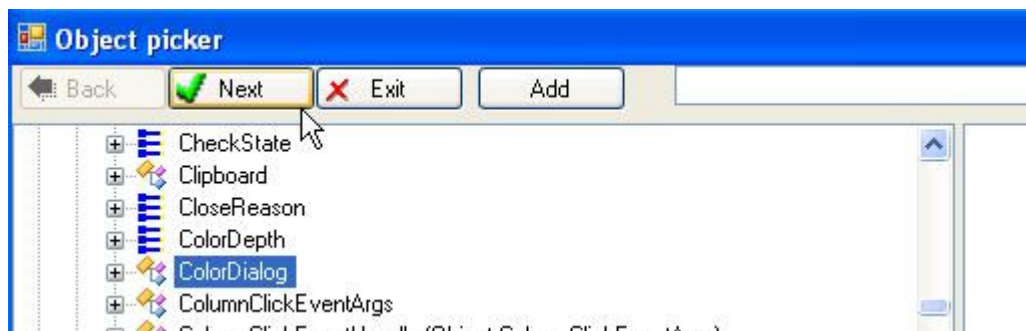 Object picker
Back Next Exit Add
CheckState
Clipboard
CloseReason
ColorDepth
ColorDialog
ColumnClickEventArgs